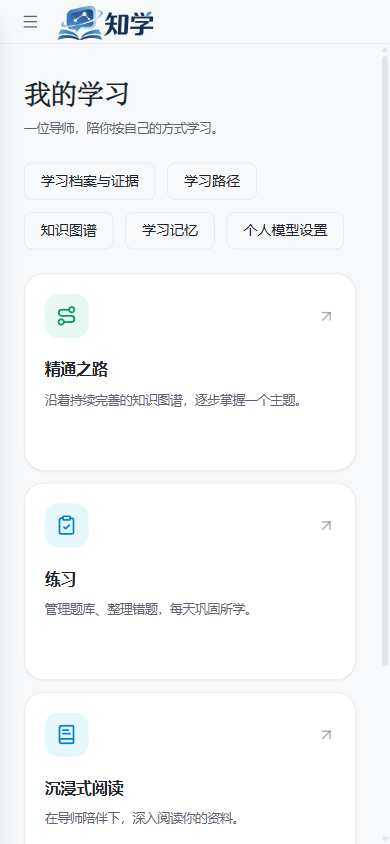 知学
我的学习
一位导师，陪你按自己的方式学习。
学习档案与证据
学习路径
知识图谱
学习记忆
个人模型设置
精通之路
沿着持续完善的知识图谱，逐步掌握一个主题。
练习
管理题库、整理错题，每天巩固所学。
沉浸式阅读
在导师陪伴下，深入阅读你的资料。